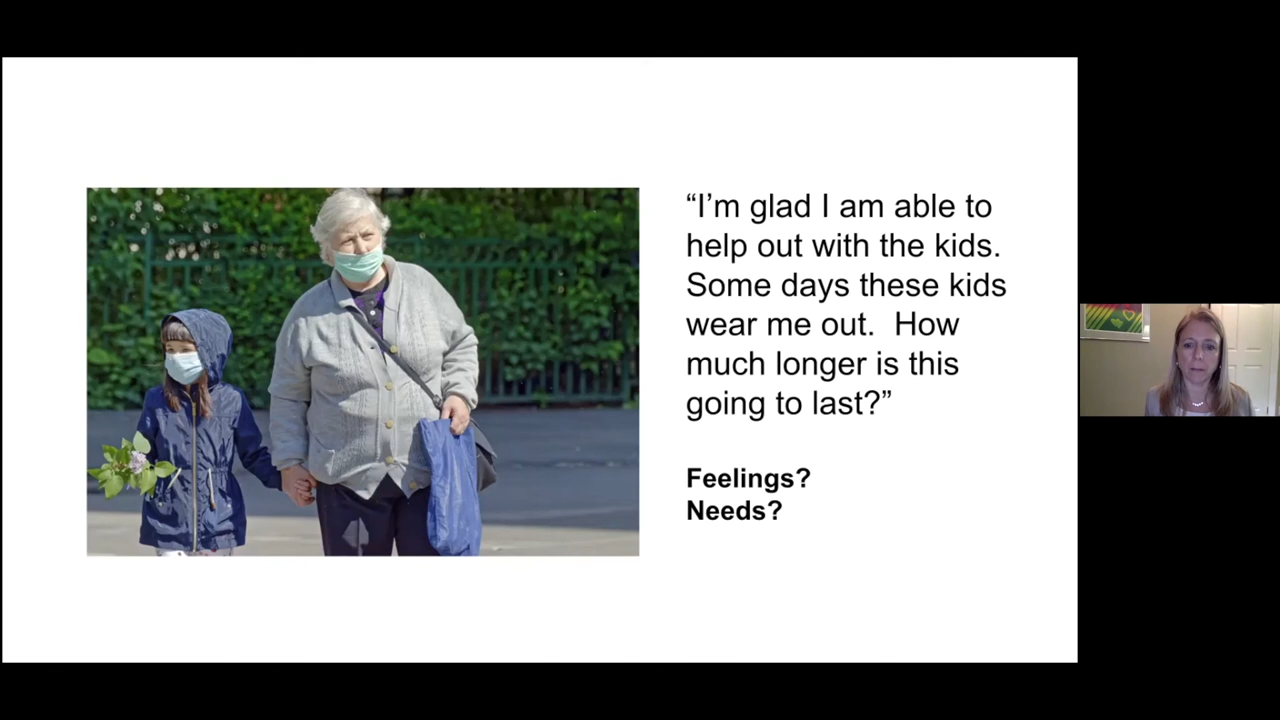 “I’m glad I am able to
help out with the kids.
Some days these kids
wear me out.  How
much longer is this
going to last?”
Feelings?
Needs?